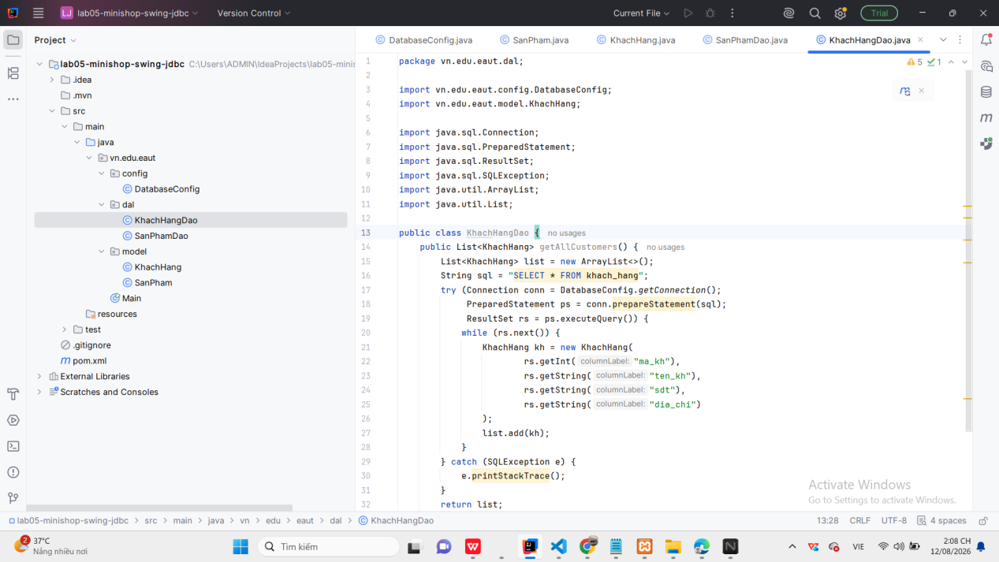 LJ lab05-minishop-swing-jdbc Version Control Current File Trial
Project
DatabaseConfig.java SanPham.java KhachHang.java SanPhamDao.java KhachHangDao.java
lab05-minishop-swing-jdbc C:\Users\ADMIN\IdeaProjects\lab05-minis
.idea
.mvn
src
main
java
vn.edu.eaut
config
DatabaseConfig
dal
KhachHangDao
SanPhamDao
model
KhachHang
SanPham
Main
resources
test
.gitignore
pom.xml
External Libraries
Scratches and Consoles
5 1
1 package vn.edu.eaut.dal;
2
3 import vn.edu.eaut.config.DatabaseConfig;
4 import vn.edu.eaut.model.KhachHang;
5
6 import java.sql.Connection;
7 import java.sql.PreparedStatement;
8 import java.sql.ResultSet;
9 import java.sql.SQLException;
10 import java.util.ArrayList;
11 import java.util.List;
12
13 public class KhachHangDao { no usages
14 public List<KhachHang> getAllCustomers() { no usages
15 List<KhachHang> list = new ArrayList<>();
16 String sql = "SELECT * FROM khach_hang";
17 try (Connection conn = DatabaseConfig.getConnection();
18 PreparedStatement ps = conn.prepareStatement(sql);
19 ResultSet rs = ps.executeQuery()) {
20 while (rs.next()) {
21 KhachHang kh = new KhachHang(
22 rs.getInt( columnLabel: "ma_kh"),
23 rs.getString( columnLabel: "ten_kh"),
24 rs.getString( columnLabel: "sdt"),
25 rs.getString( columnLabel: "dia_chi")
26 );
27 list.add(kh);
28 }
29 } catch (SQLException e) {
30 e.printStackTrace();
31 }
32 return list;
Activate Windows
Go to Settings to activate Windows.
lab05-minishop-swing-jdbc > src > main > java > vn > edu > eaut > dal > KhachHangDao 13:28 CRLF UTF-8 4 spaces
2 37°C
Nắng nhiều nơi
Tìm kiếm
VIE
2:08 CH
12/08/2026